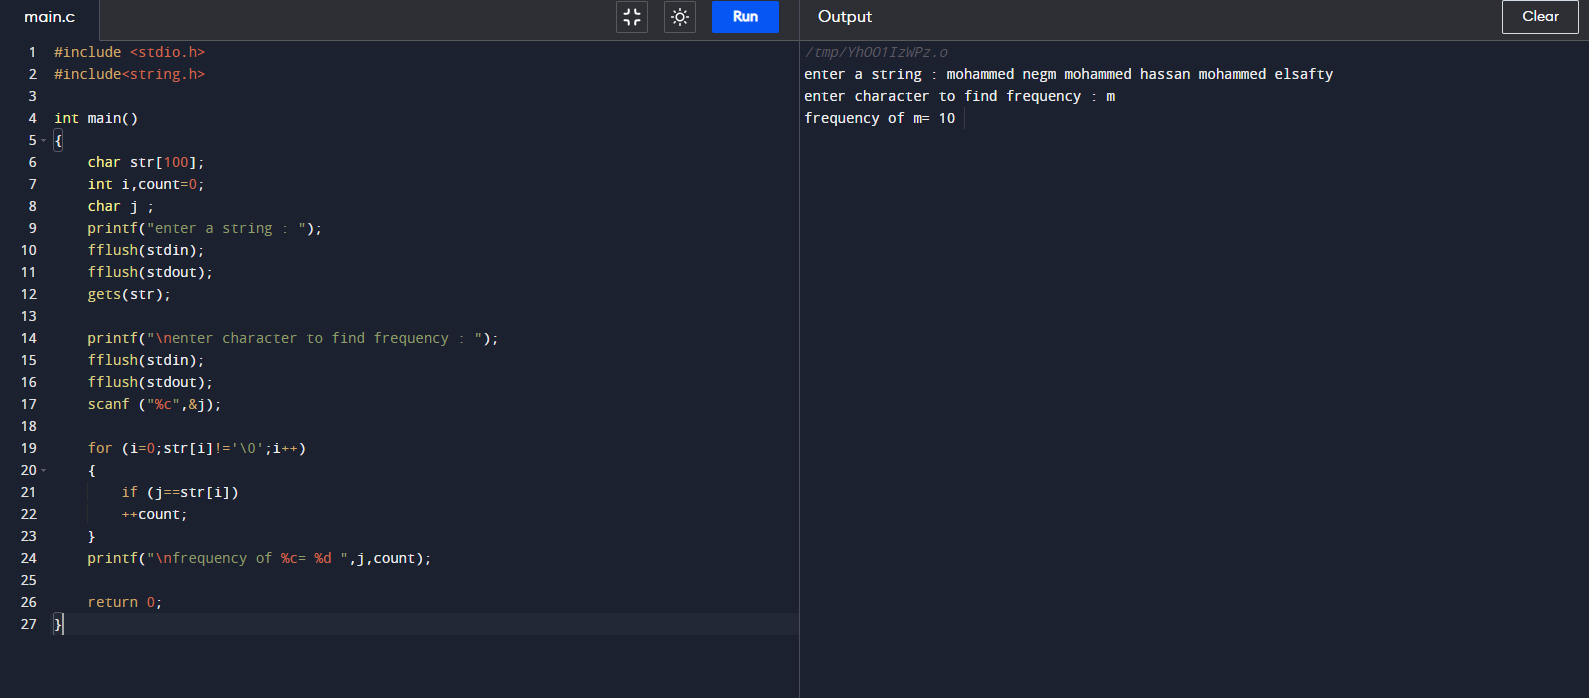 main.c
Run
Output
Clear
1 #include <stdio.h>
2 #include<string.h>
3
4 int main()
5 {
6     char str[100];
7     int i,count=0;
8     char j ;
9     printf("enter a string : ");
10     fflush(stdin);
11     fflush(stdout);
12     gets(str);
13
14     printf("\nenter character to find frequency : ");
15     fflush(stdin);
16     fflush(stdout);
17     scanf ("%c",&j);
18
19     for (i=0;str[i]!='\0';i++)
20     {
21         if (j==str[i])
22         ++count;
23     }
24     printf("\nfrequency of %c= %d ",j,count);
25
26     return 0;
27 }
/tmp/YhOO1IzWPz.o
enter a string : mohammed negm mohammed hassan mohammed elsafty
enter character to find frequency : m
frequency of m= 10